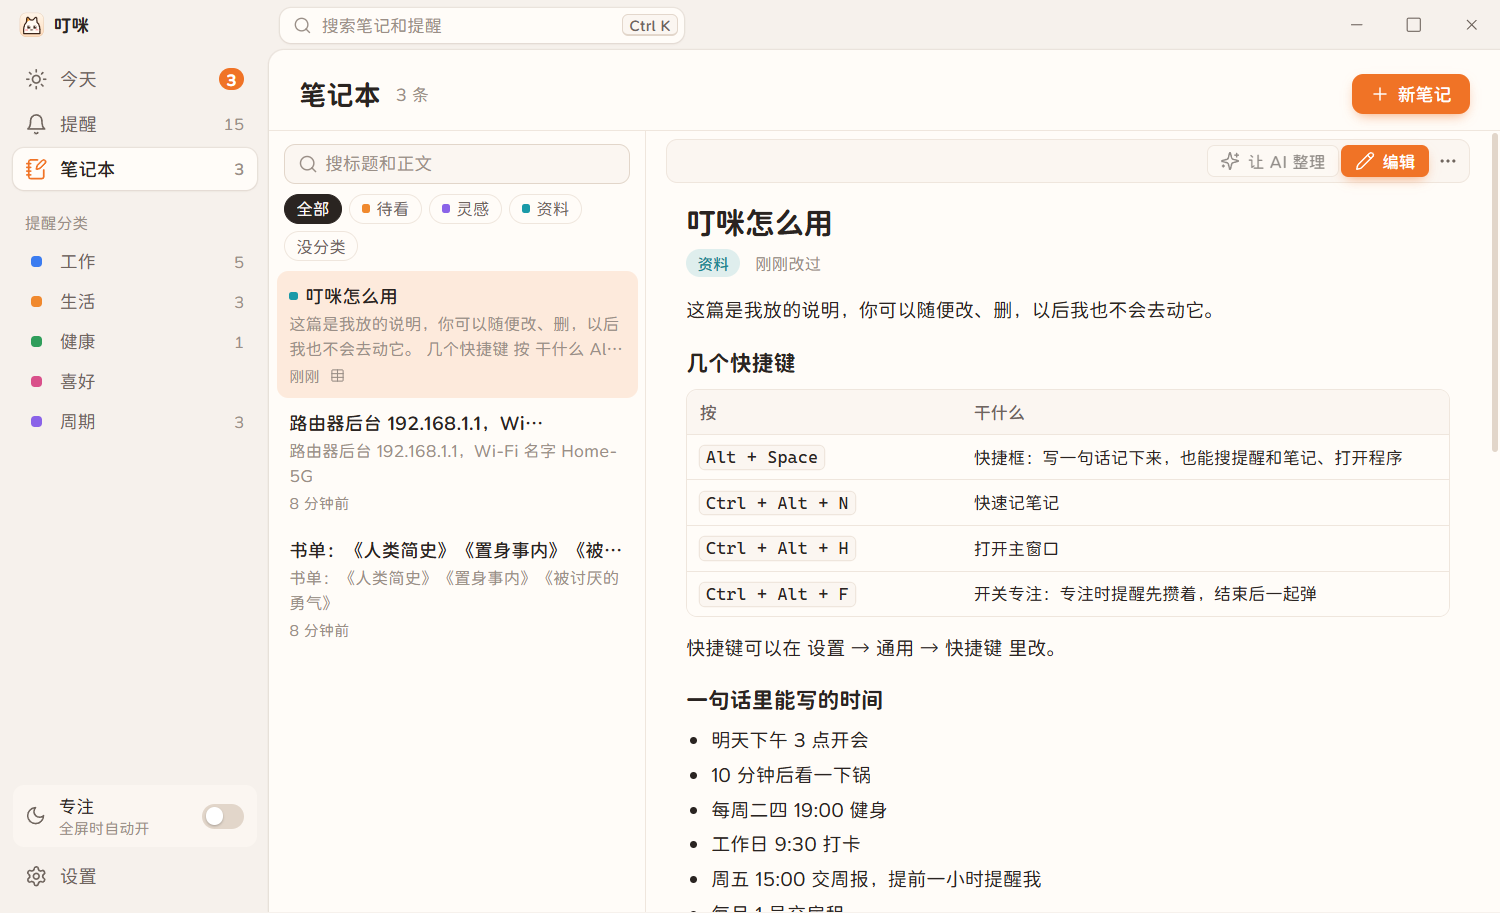 叮咪
搜索笔记和提醒 Ctrl K
今天 3
提醒 15
笔记本 3
提醒分类
工作 5
生活 3
健康 1
喜好
周期 3
专注
全屏时自动开
设置
笔记本 3 条
新笔记
搜标题和正文
全部 待看 灵感 资料
没分类
叮咪怎么用
这篇是我放的说明，你可以随便改、删，以后
我也不会去动它。 几个快捷键 按 干什么 Al…
刚刚
路由器后台 192.168.1.1，Wi…
路由器后台 192.168.1.1，Wi-Fi 名字 Home-
5G
8 分钟前
书单：《人类简史》《置身事内》《被…
书单：《人类简史》《置身事内》《被讨厌的
勇气》
8 分钟前
让 AI 整理 编辑 …
叮咪怎么用
资料 刚刚改过
这篇是我放的说明，你可以随便改、删，以后我也不会去动它。
几个快捷键
按 干什么
Alt + Space 快捷框：写一句话记下来，也能搜提醒和笔记、打开程序
Ctrl + Alt + N 快速记笔记
Ctrl + Alt + H 打开主窗口
Ctrl + Alt + F 开关专注：专注时提醒先攒着，结束后一起弹
快捷键可以在 设置 → 通用 → 快捷键 里改。
一句话里能写的时间
• 明天下午 3 点开会
• 10 分钟后看一下锅
• 每周二四 19:00 健身
• 工作日 9:30 打卡
• 周五 15:00 交周报，提前一小时提醒我